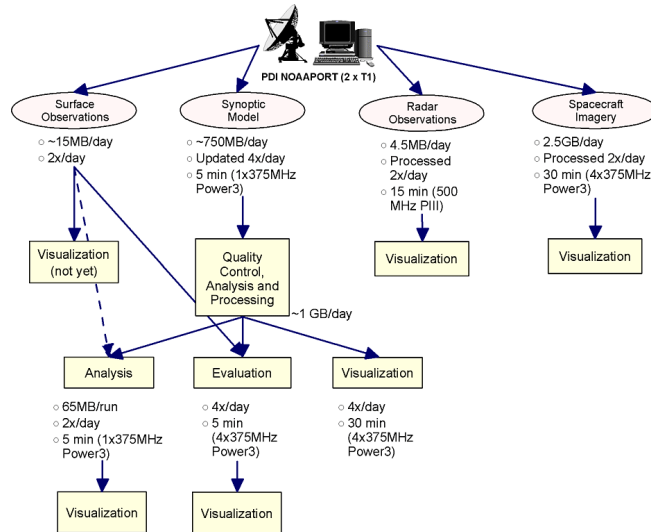 PDI NOAAPORT (2 x T1)
Surface
Observations
Synoptic
Model
Radar
Observations
Spacecraft
Imagery
~15MB/day
2x/day
~750MB/day
Updated 4x/day
5 min (1x375MHz
Power3)
4.5MB/day
Processed
2x/day
15 min (500
MHz PIII)
2.5GB/day
Processed 2x/day
30 min (4x375MHz
Power3)
Visualization
(not yet)
Quality
Control,
Analysis and
Processing
Visualization
Visualization
~1 GB/day
Analysis
Evaluation
Visualization
65MB/run
2x/day
5 min (1x375MHz
Power3)
4x/day
5 min
(4x375MHz
Power3)
4x/day
30 min
(4x375MHz
Power3)
Visualization
Visualization